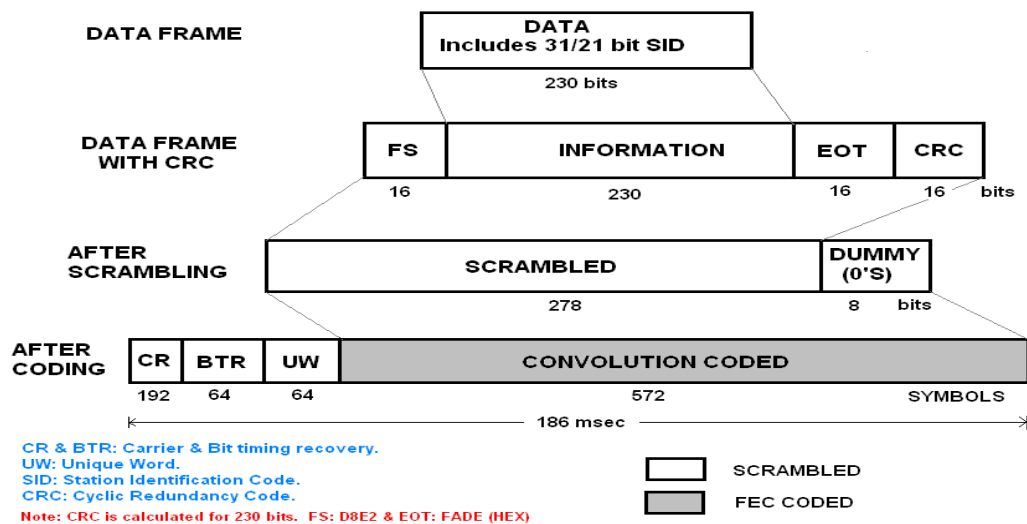 DATA FRAME
DATA
Includes 31/21 bit SID
230 bits
DATA FRAME
WITH CRC
FS
INFORMATION
EOT
CRC
16
230
16
16
bits
AFTER
SCRAMBLING
SCRAMBLED
DUMMY
(0'S)
278
8
bits
AFTER
CODING
CR
BTR
UW
CONVOLUTION CODED
192
64
64
572
SYMBOLS
186 msec
CR & BTR: Carrier & Bit timing recovery.
UW: Unique Word.
SID: Station Identification Code.
CRC: Cyclic Redundancy Code.
Note: CRC is calculated for 230 bits. FS: D8E2 & EOT: FADE (HEX)
SCRAMBLED
FEC CODED